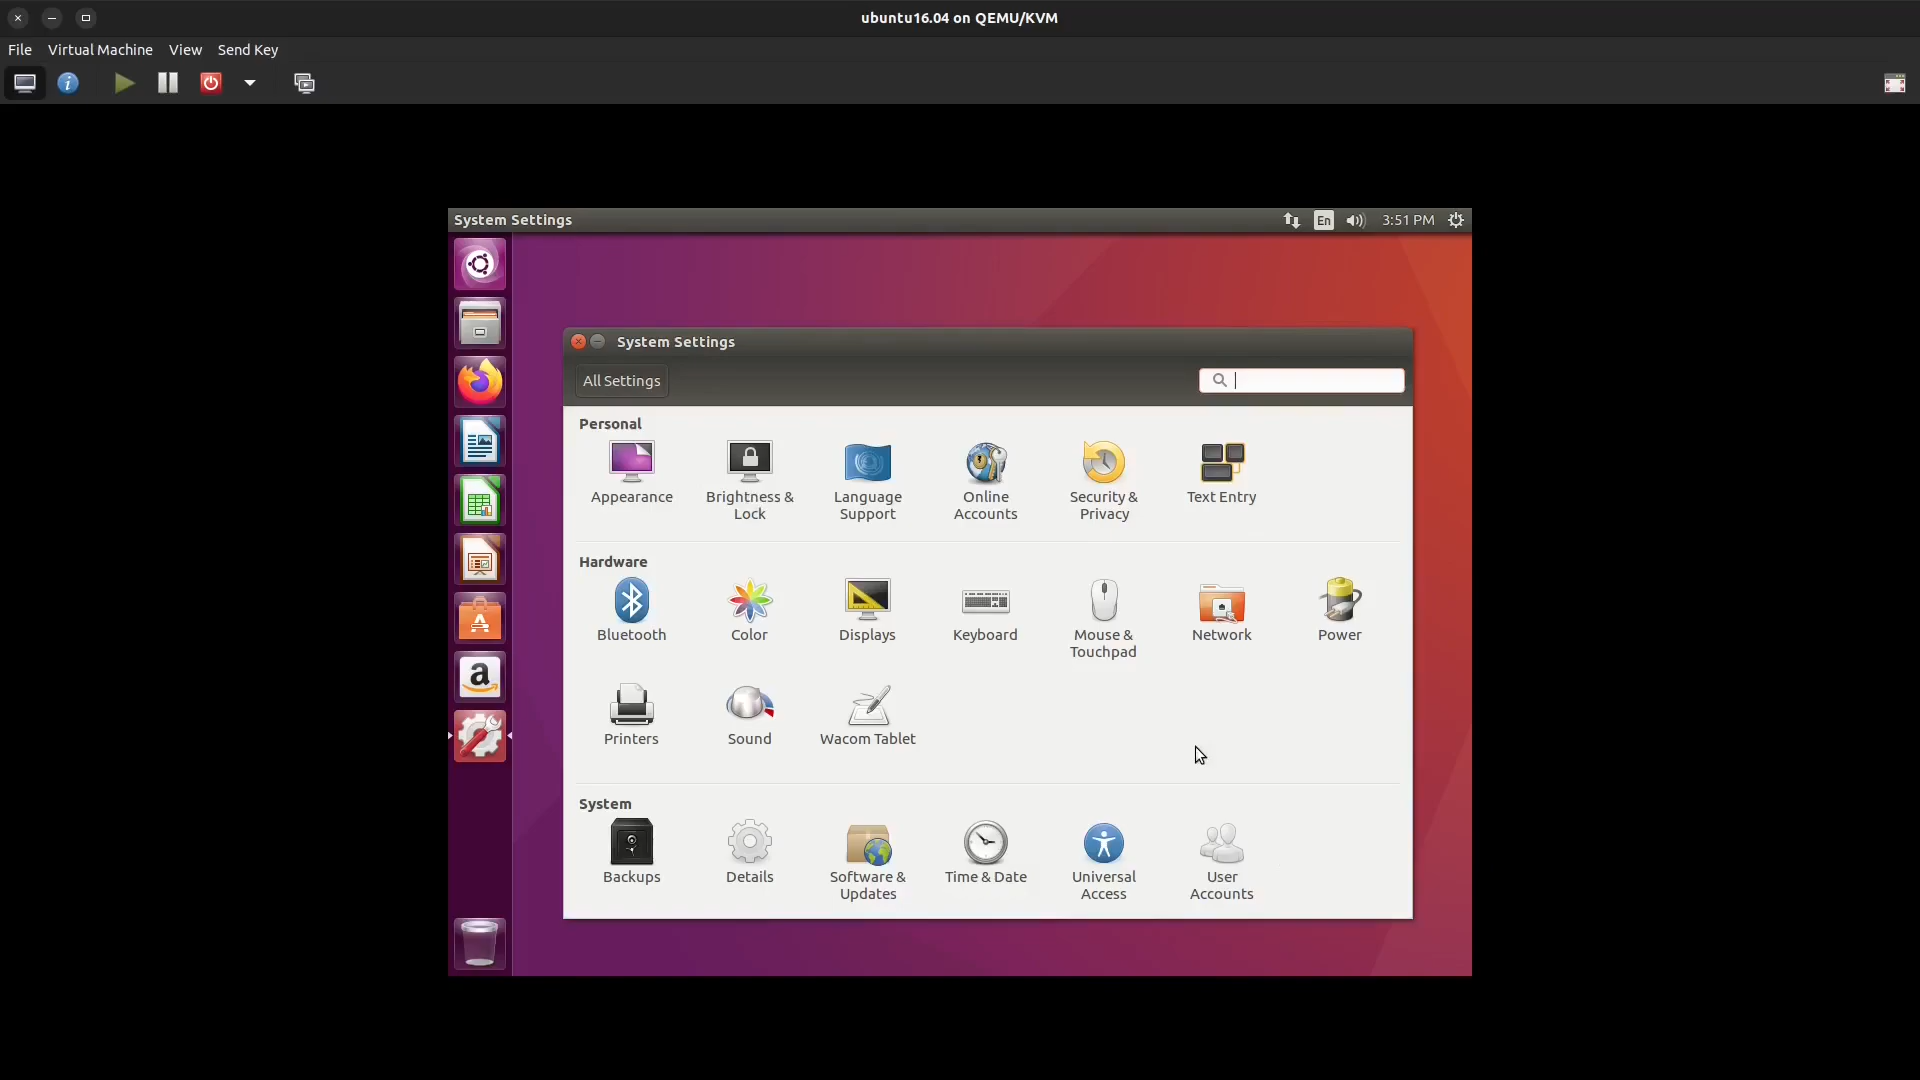 ubuntu16.04 on QEMU/KVM
File Virtual Machine View Send Key
System Settings
En
3:51 PM
System Settings
All Settings
Personal
Appearance
Brightness &
Lock
Language
Support
Online
Accounts
Security &
Privacy
Text Entry
Hardware
Bluetooth
Color
Displays
Keyboard
Mouse &
Touchpad
Network
Power
Printers
Sound
Wacom Tablet
System
Backups
Details
Software &
Updates
Time & Date
Universal
Access
User
Accounts